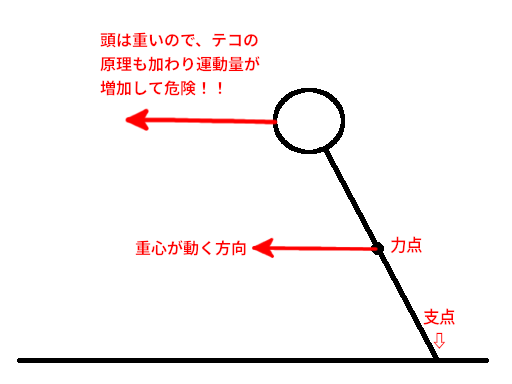 頭は重いので、テコの
原理も加わり運動量が
増加して危険！！
重心が動く方向
力点
支点
⇩